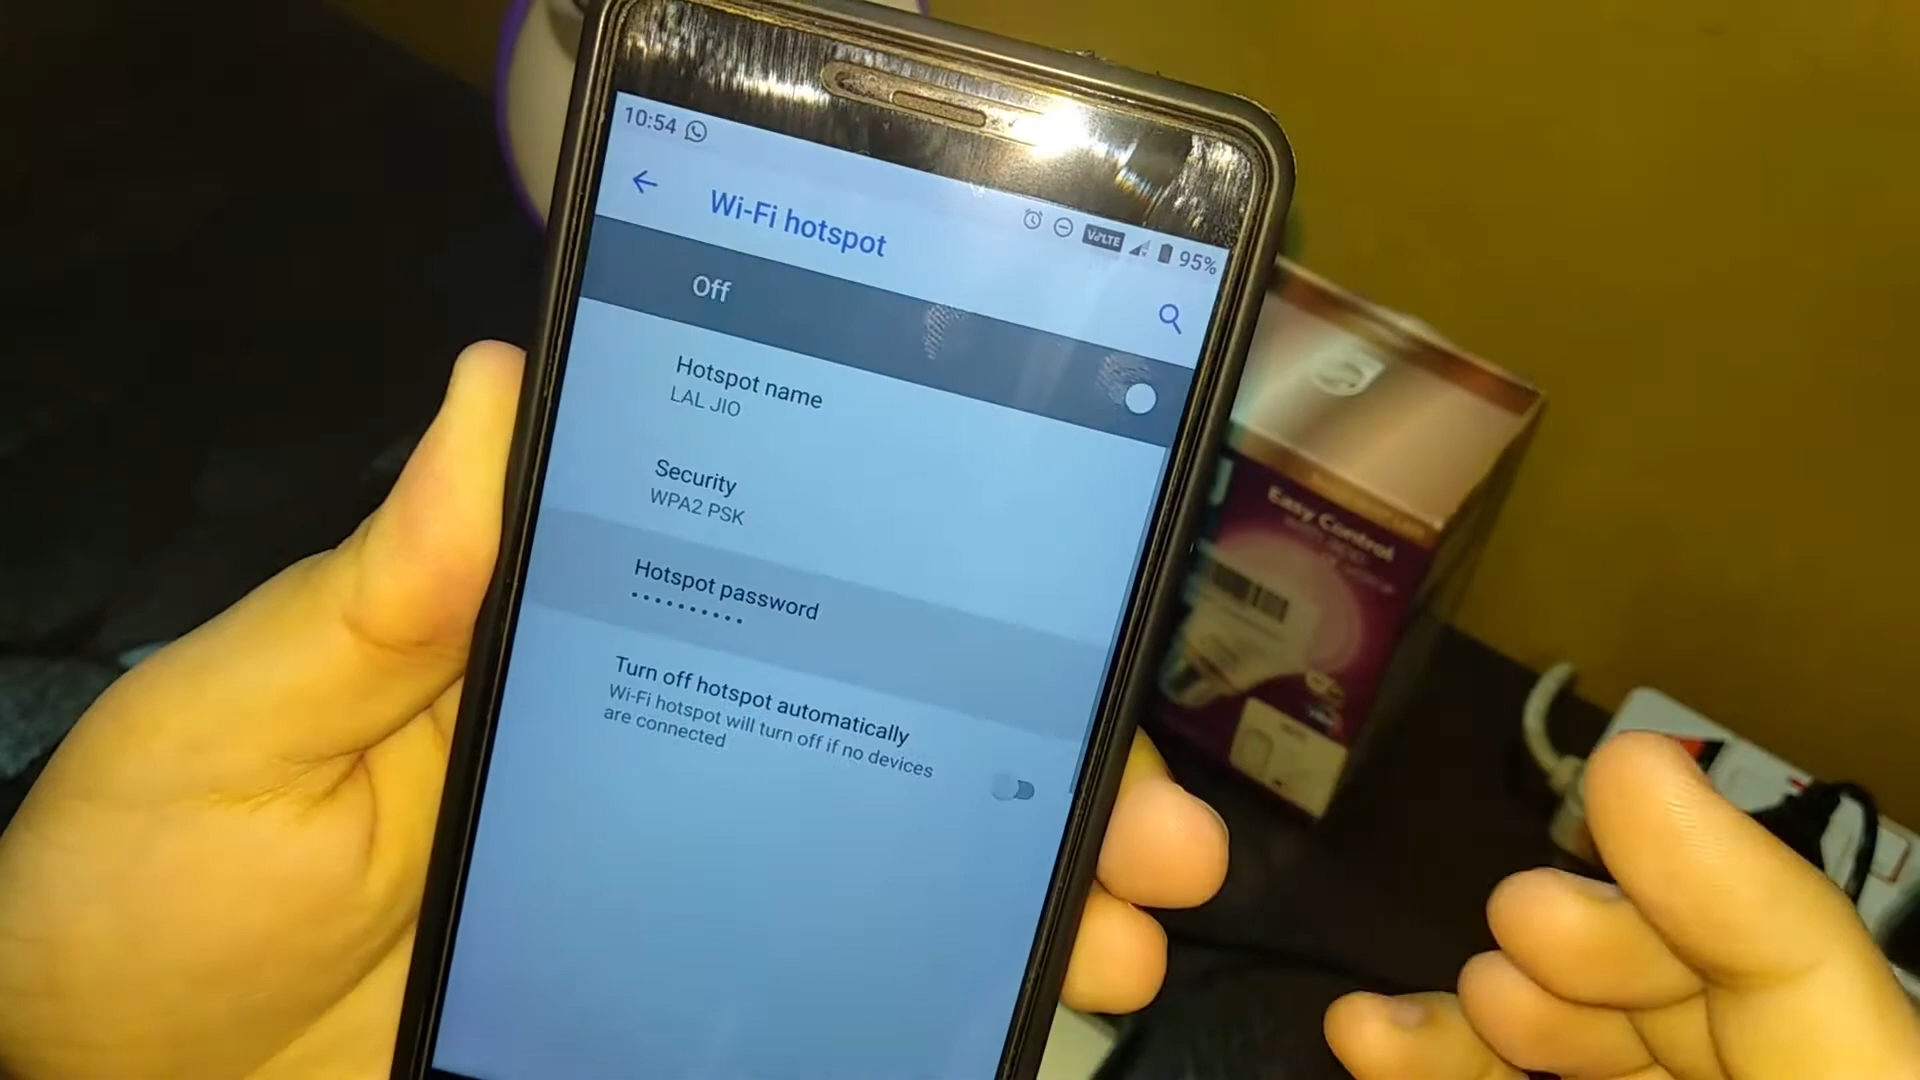 10:54
VoLTE
95%
Wi-Fi hotspot
Off
Hotspot name
LAL JIO
Security
WPA2 PSK
Hotspot password
••••••••••
Turn off hotspot automatically
Wi-Fi hotspot will turn off if no devices
are connected
Easy Control